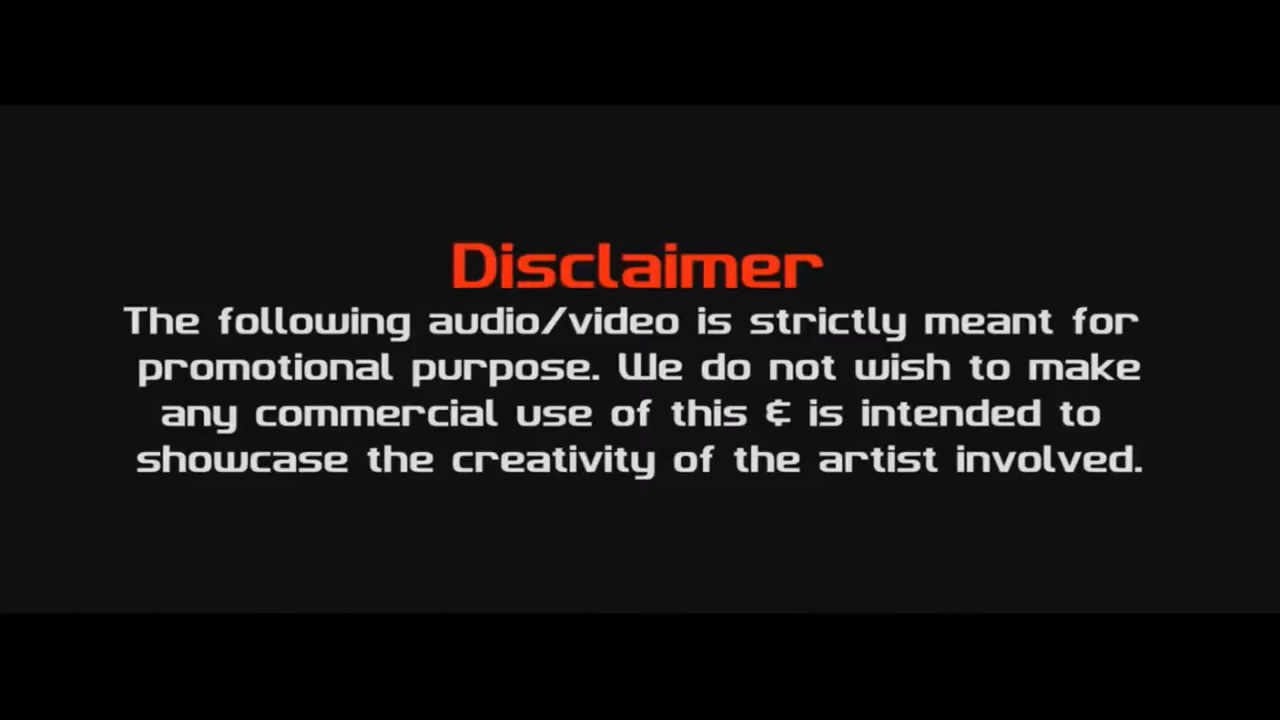 Disclaimer
The following audio/video is strictly meant for
promotional purpose. We do not wish to make
any commercial use of this & is intended to
showcase the creativity of the artist involved.